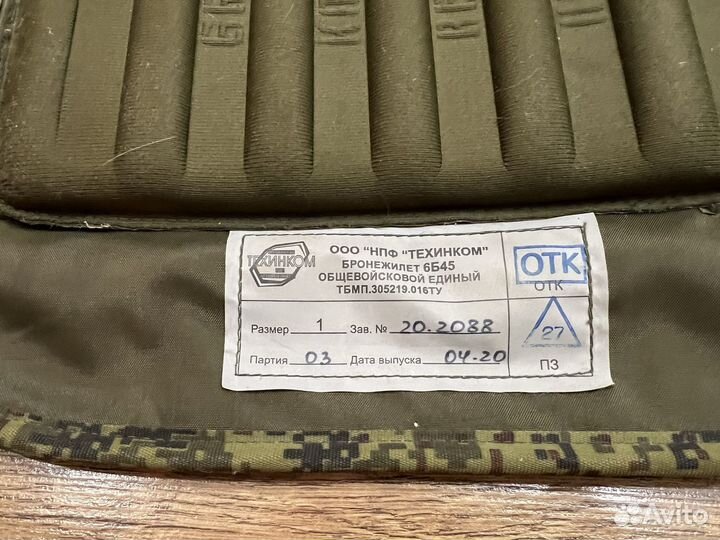 ТЕХИНКОМ
ООО "НПФ "ТЕХИНКОМ"
БРОНЕЖИЛЕТ 6Б45
ОБЩЕВОЙСКОВОЙ ЕДИНЫЙ
ТБМП.305219.016ТУ
ОТК
ОТК
Размер 1 Зав. № 20.2088
27
Партия 03 Дата выпуска 04-20
ПЗ
Avito